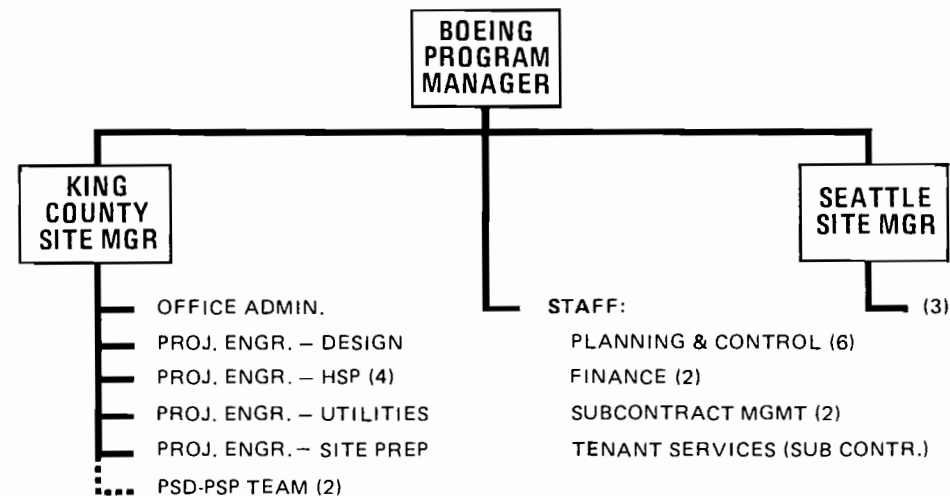 BOEING
PROGRAM
MANAGER
KING
COUNTY
SITE MGR
SEATTLE
SITE MGR
OFFICE ADMIN.
PROJ. ENGR. – DESIGN
PROJ. ENGR. – HSP (4)
PROJ. ENGR. – UTILITIES
PROJ. ENGR. – SITE PREP
PSD-PSP TEAM (2)
STAFF:
PLANNING & CONTROL (6)
FINANCE (2)
SUBCONTRACT MGMT (2)
TENANT SERVICES (SUB CONTR.)
(3)